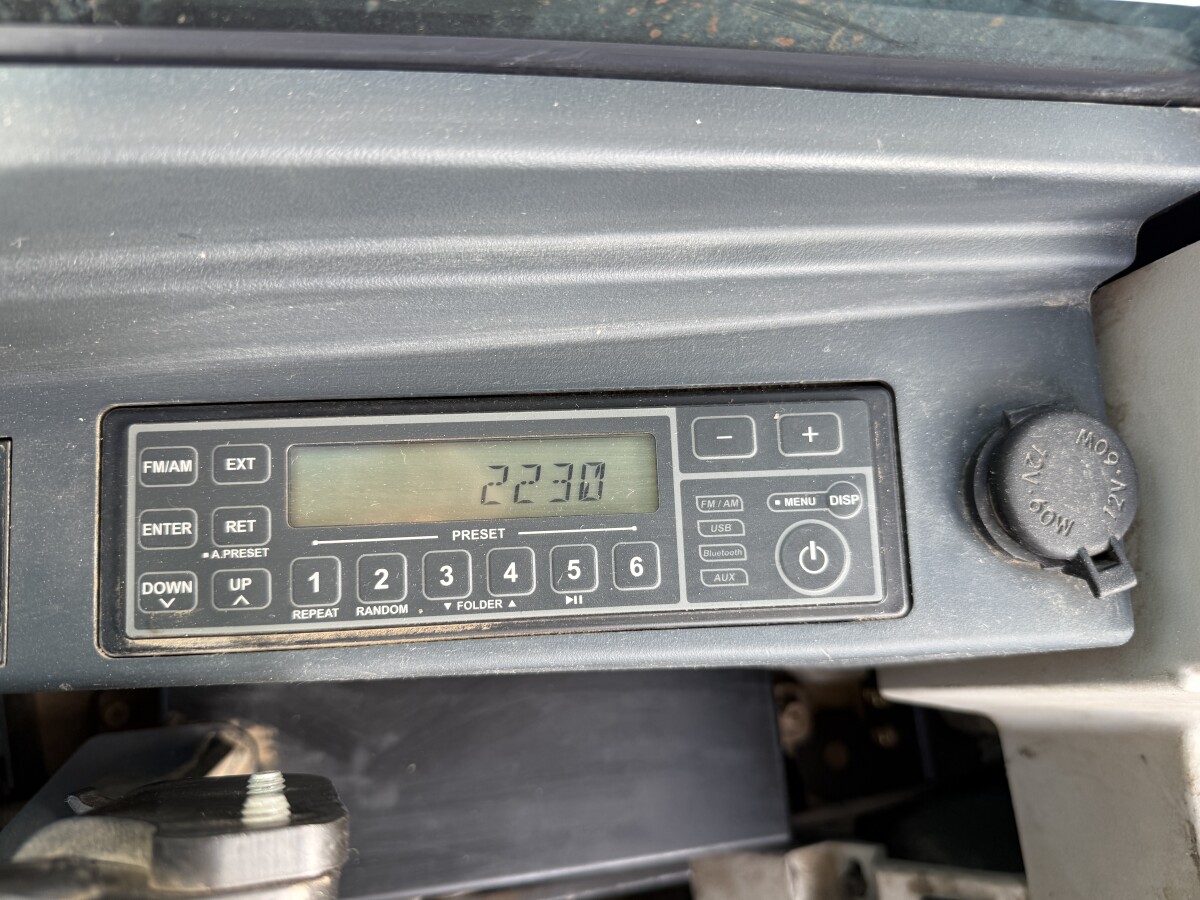 FM/AM EXT
2230
ENTER RET
▪ A.PRESET
DOWN UP
PRESET
1 2 3 4 5 6
REPEAT RANDOM ▼ FOLDER ▲ ▶II
− +
FM / AM
USB
Bluetooth
AUX
▪ MENU DISP
12V·60W
12V·60W